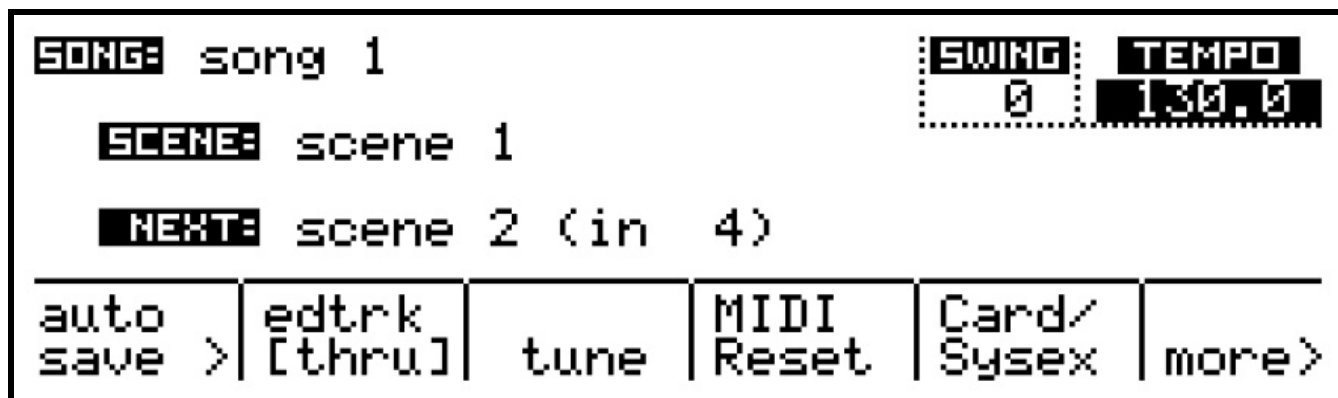 SONG: song 1 SWING TEMPO
0 130.0
SCENE: scene 1
NEXT: scene 2 (in 4)
auto edtrk MIDI Card/
save > [thru] tune Reset Sysex more>